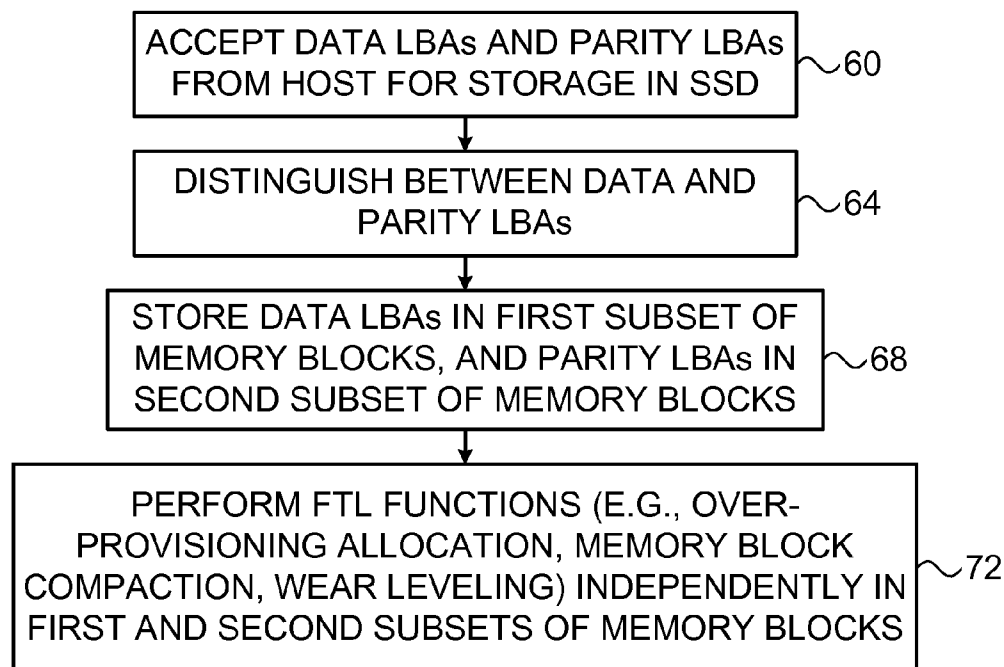 ACCEPT DATA LBAs AND PARITY LBAs
FROM HOST FOR STORAGE IN SSD
60
DISTINGUISH BETWEEN DATA AND
PARITY LBAs
64
STORE DATA LBAs IN FIRST SUBSET OF
MEMORY BLOCKS, AND PARITY LBAs IN
SECOND SUBSET OF MEMORY BLOCKS
68
PERFORM FTL FUNCTIONS (E.G., OVER-
PROVISIONING ALLOCATION, MEMORY BLOCK
COMPACTION, WEAR LEVELING) INDEPENDENTLY IN
FIRST AND SECOND SUBSETS OF MEMORY BLOCKS
72